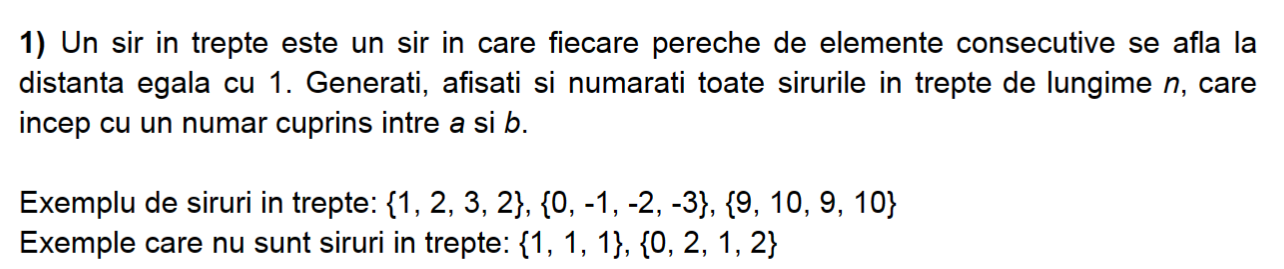 1) Un sir in trepte este un sir in care fiecare pereche de elemente consecutive se afla la
distanta egala cu 1. Generati, afisati si numarati toate sirurile in trepte de lungime n, care
incep cu un numar cuprins intre a si b.
Exemplu de siruri in trepte: {1, 2, 3, 2}, {0, -1, -2, -3}, {9, 10, 9, 10}
Exemple care nu sunt siruri in trepte: {1, 1, 1}, {0, 2, 1, 2}